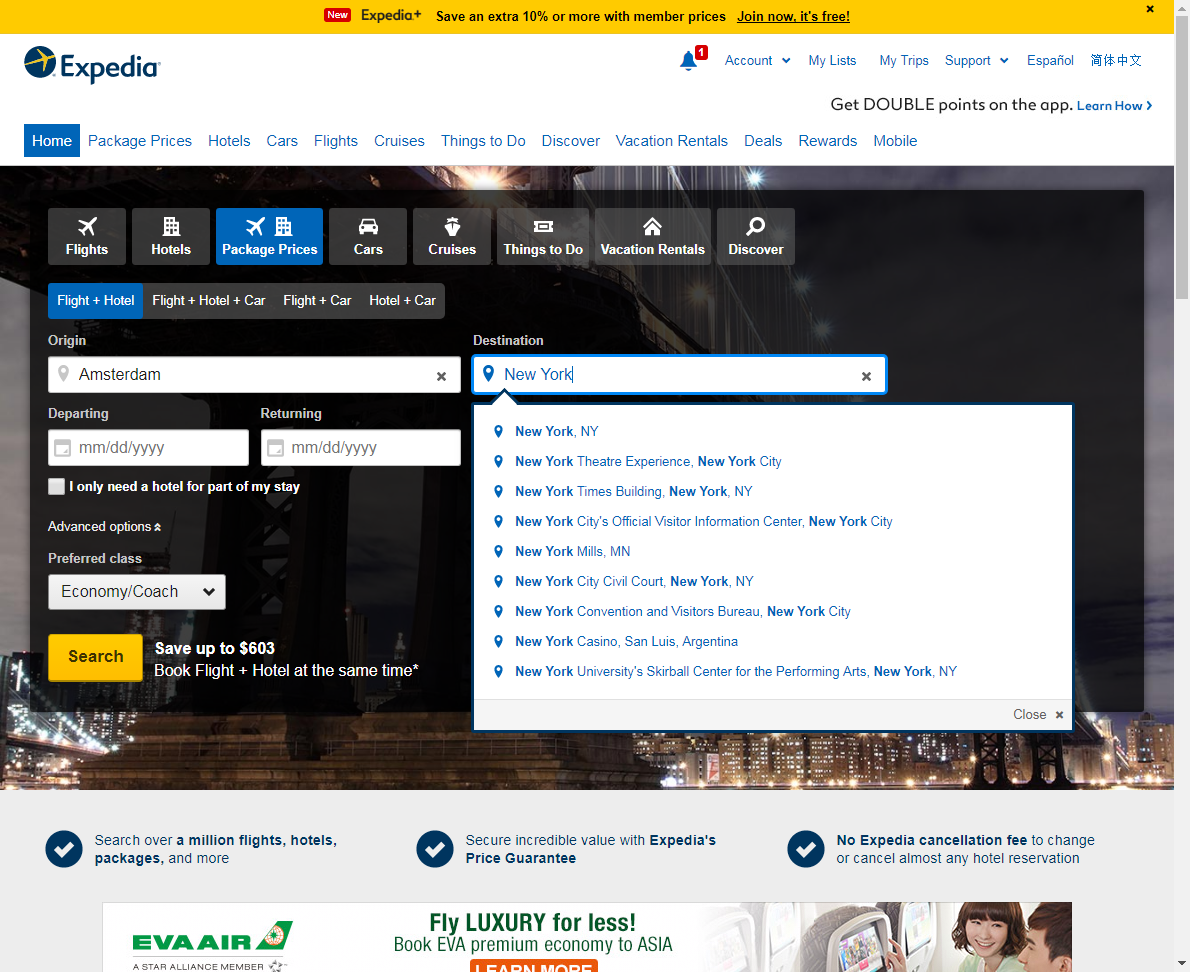 New Expedia+ Save an extra 10% or more with member prices Join now, it's free!
Expedia
1 Account My Lists My Trips Support Español 简体中文
Get DOUBLE points on the app. Learn How
Home Package Prices Hotels Cars Flights Cruises Things to Do Discover Vacation Rentals Deals Rewards Mobile
Flights Hotels Package Prices Cars Cruises Things to Do Vacation Rentals Discover
Flight + Hotel Flight + Hotel + Car Flight + Car Hotel + Car
Origin Destination
Amsterdam New York
Departing Returning
mm/dd/yyyy mm/dd/yyyy
I only need a hotel for part of my stay
Advanced options
Preferred class
Economy/Coach
Search
Save up to $603
Book Flight + Hotel at the same time*
New York, NY
New York Theatre Experience, New York City
New York Times Building, New York, NY
New York City's Official Visitor Information Center, New York City
New York Mills, MN
New York City Civil Court, New York, NY
New York Convention and Visitors Bureau, New York City
New York Casino, San Luis, Argentina
New York University's Skirball Center for the Performing Arts, New York, NY
Close
Search over a million flights, hotels,
packages, and more
Secure incredible value with Expedia's
Price Guarantee
No Expedia cancellation fee to change
or cancel almost any hotel reservation
EVA AIR
A STAR ALLIANCE MEMBER
Fly LUXURY for less!
Book EVA premium economy to ASIA
LEARN MORE